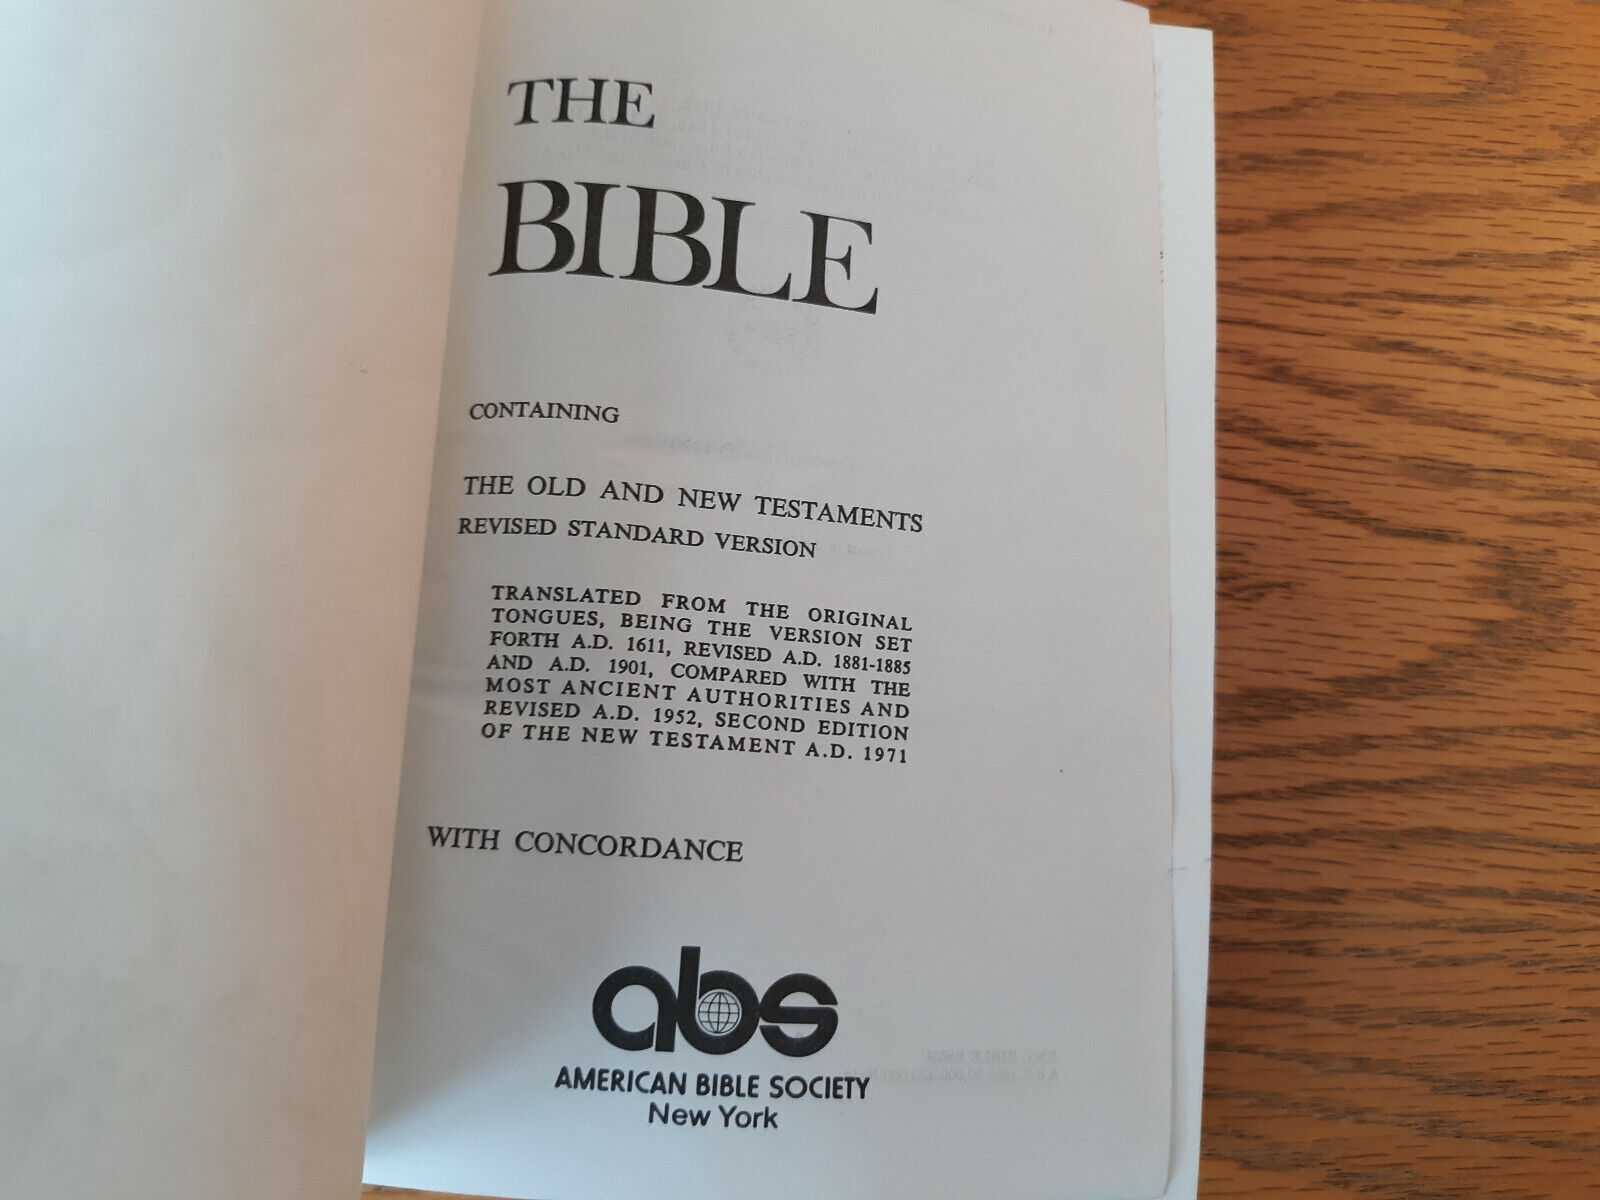 THE
BIBLE
CONTAINING
THE OLD AND NEW TESTAMENTS
REVISED STANDARD VERSION
TRANSLATED FROM THE ORIGINAL
TONGUES, BEING THE VERSION SET
FORTH A.D. 1611, REVISED A.D. 1881-1885
AND A.D. 1901, COMPARED WITH THE
MOST ANCIENT AUTHORITIES AND
REVISED A.D. 1952, SECOND EDITION
OF THE NEW TESTAMENT A.D. 1971
WITH CONCORDANCE
abs
AMERICAN BIBLE SOCIETY
New York